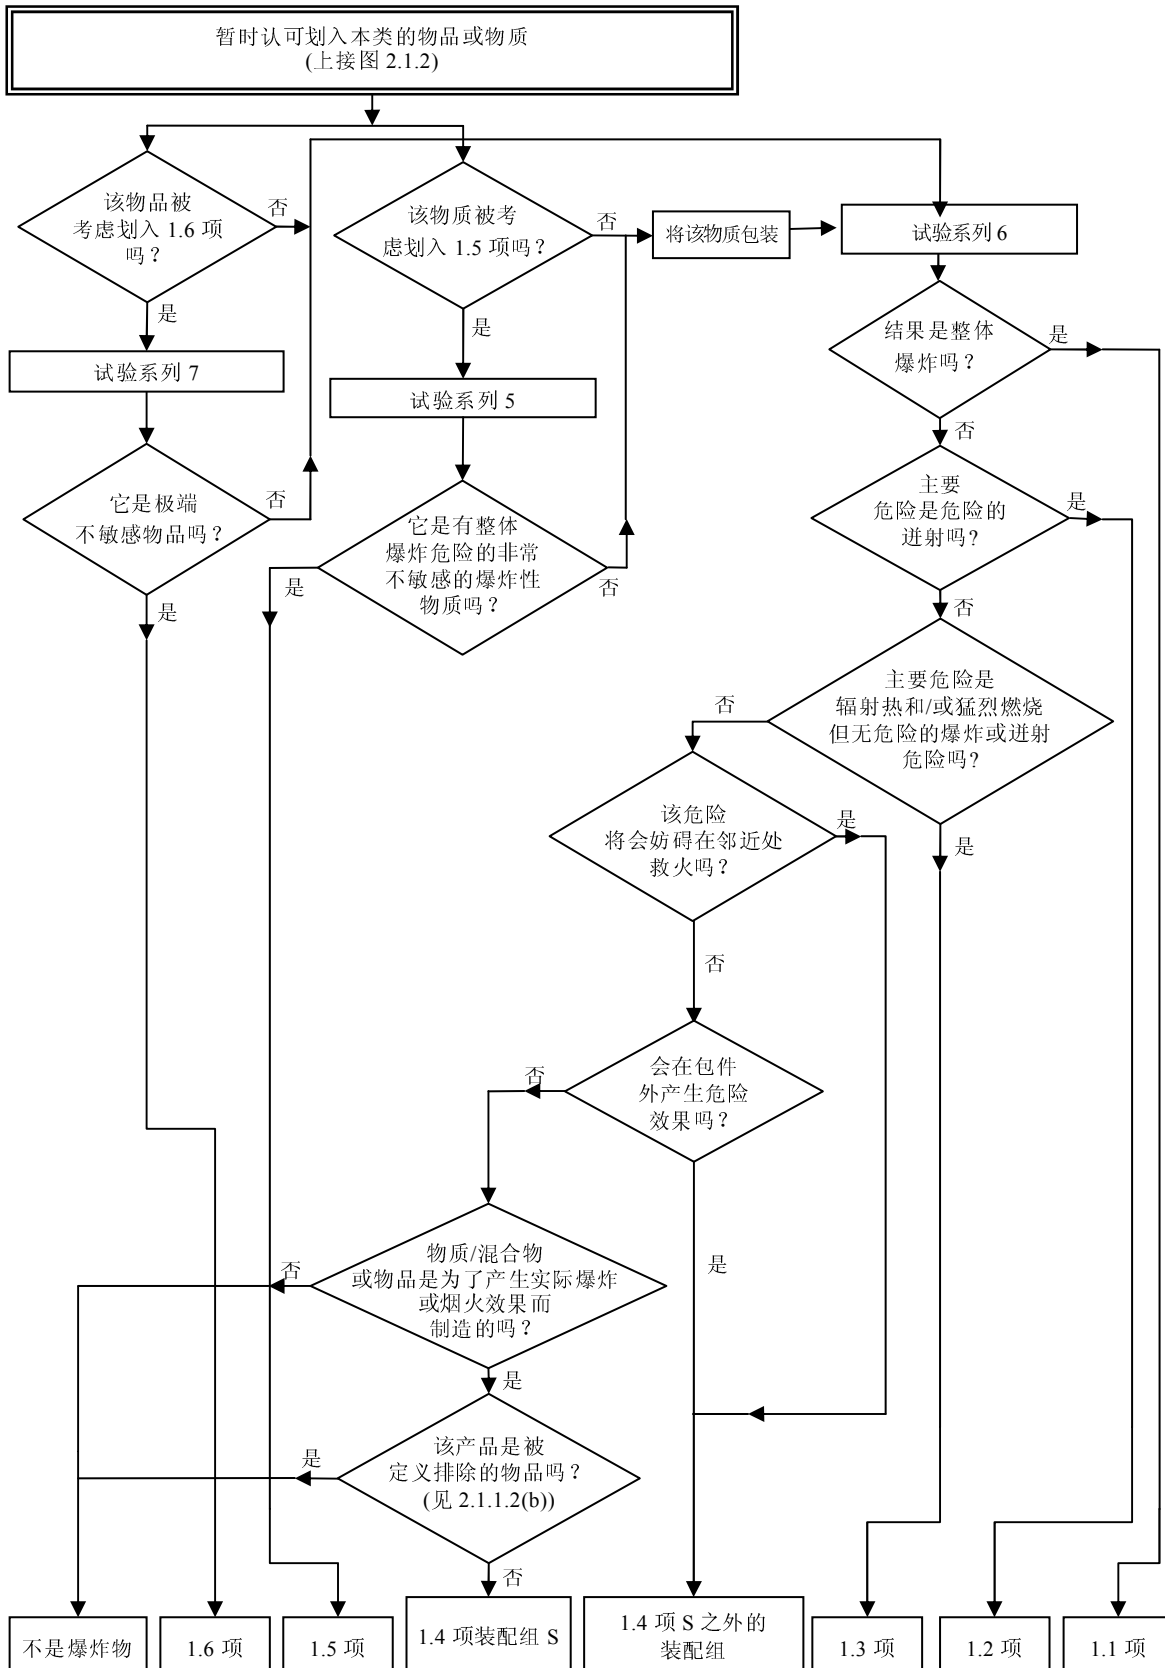 暂时认可划入本类的物品或物质
(上接图 2.1.2)
该物品被
考虑划入 1.6 项
吗？
否
是
试验系列 7
它是极端
不敏感物品吗？
否
是
该物质被考
虑划入 1.5 项吗？
否
是
试验系列 5
它是有整体
爆炸危险的非常
不敏感的爆炸性
物质吗？
是
否
将该物质包装
试验系列 6
结果是整体
爆炸吗？
是
否
主要
危险是危险的
迸射吗?
是
否
主要危险是
辐射热和/或猛烈燃烧
但无危险的爆炸或迸射
危险吗?
否
是
该危险
将会妨碍在邻近处
救火吗？
是
否
会在包件
外产生危险
效果吗？
否
是
物质/混合物
或物品是为了产生实际爆炸
或烟火效果而
制造的吗？
否
是
该产品是被
定义排除的物品吗？
(见 2.1.1.2(b))
是
否
不是爆炸物
1.6 项
1.5 项
1.4 项装配组 S
1.4 项 S 之外的
装配组
1.3 项
1.2 项
1.1 项